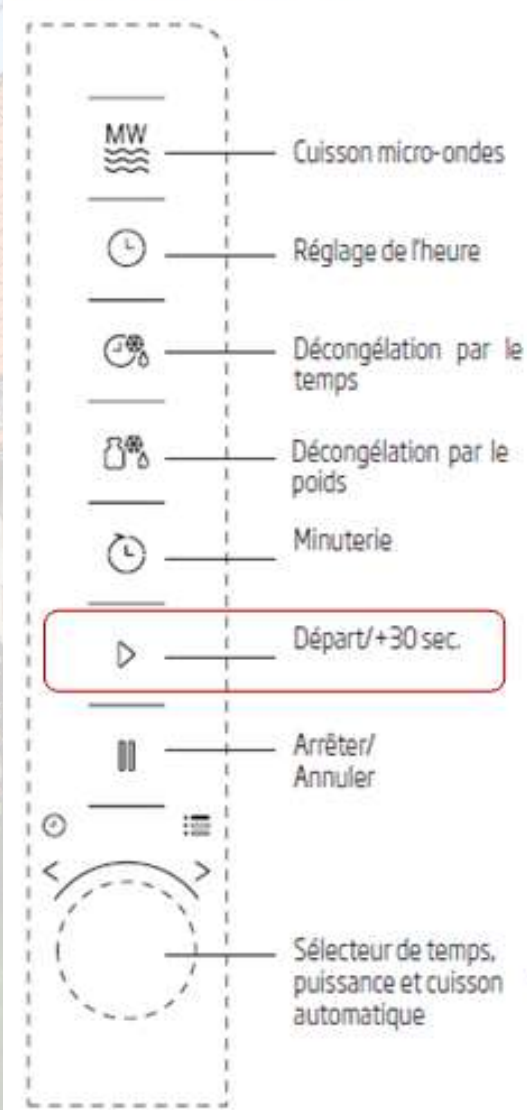 MW
Cuisson micro-ondes
Réglage de l'heure
Décongélation par le
temps
Décongélation par le
poids
Minuterie
Départ/+30 sec.
Arrêter/
Annuler
Sélecteur de temps,
puissance et cuisson
automatique